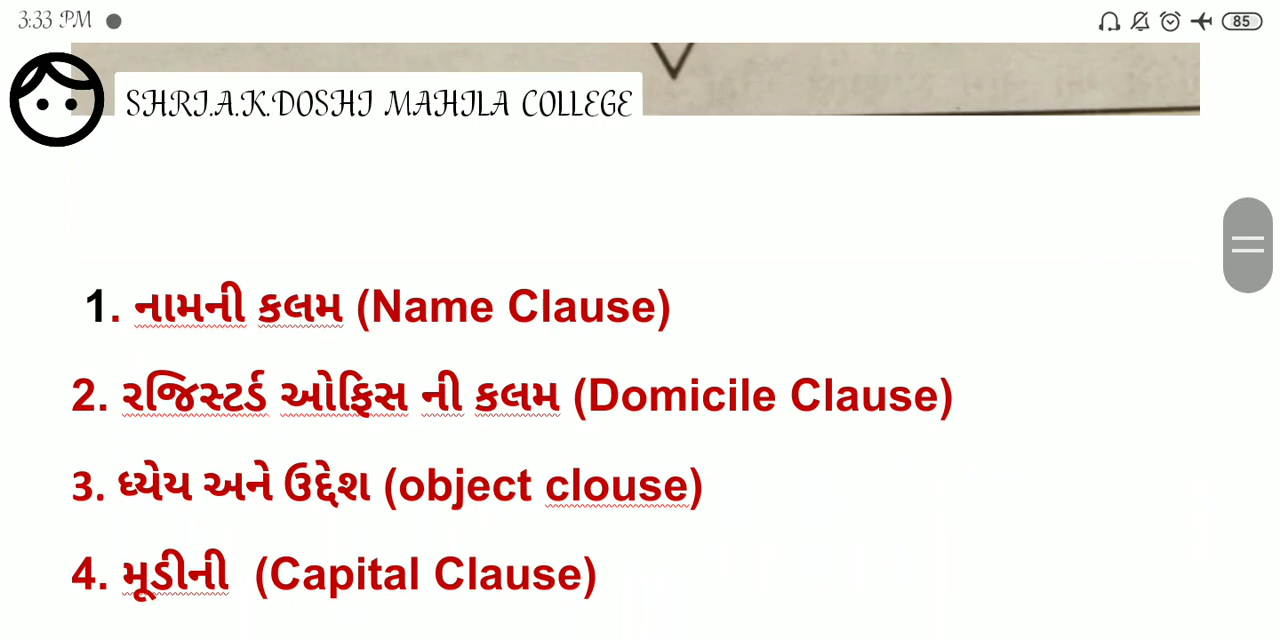 3:33 PM
85
SHRI.A.K.DOSHI MAHILA COLLEGE
1. નામની કલમ (Name Clause)
2. રજિસ્ટર્ડ ઓફિસ ની કલમ (Domicile Clause)
3. ધ્યેય અને ઉદ્દેશ (object clouse)
4. મૂડીની (Capital Clause)